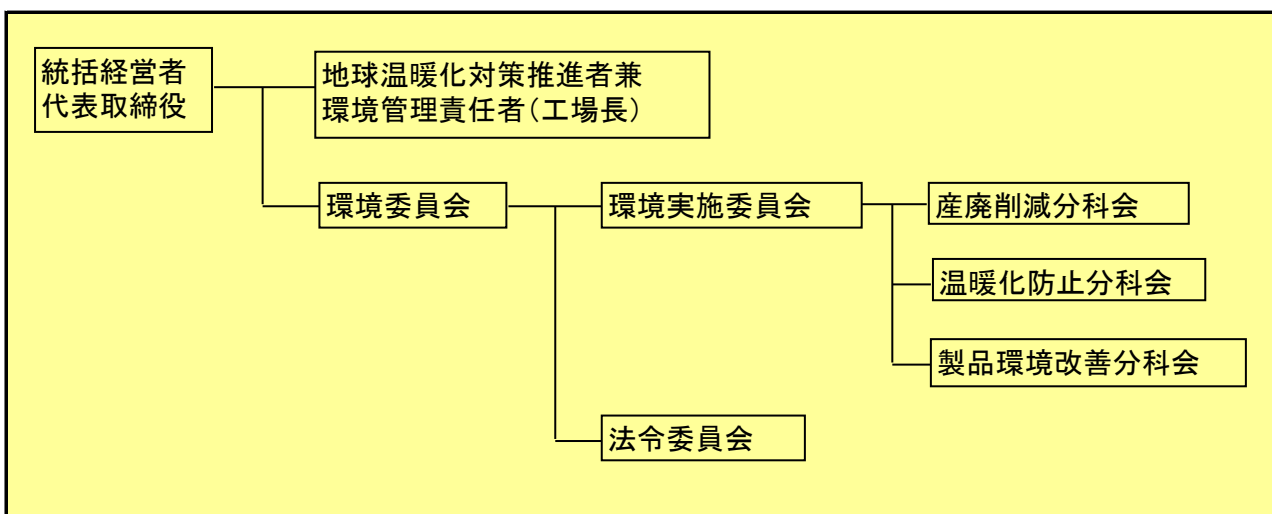 統括経営者
代表取締役
地球温暖化対策推進者兼
環境管理責任者（工場長）
環境委員会
環境実施委員会
産廃削減分科会
温暖化防止分科会
製品環境改善分科会
法令委員会